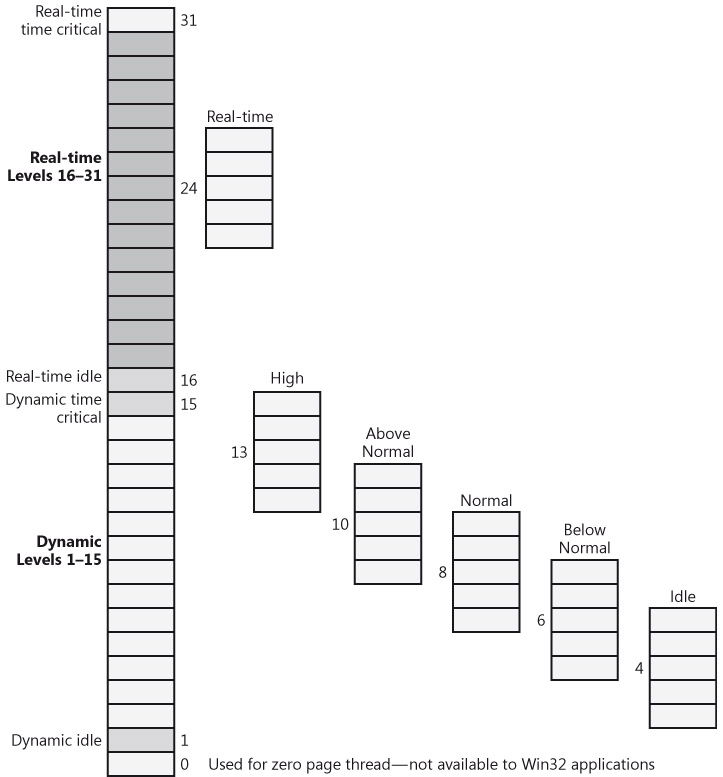 Real-time
time critical
31
Real-time
Real-time
Levels 16–31
24
Real-time idle
16
High
Dynamic time
critical
15
Above
Normal
13
Normal
10
Below
Normal
Dynamic
Levels 1–15
8
Idle
6
4
Dynamic idle
1
0 Used for zero page thread—not available to Win32 applications